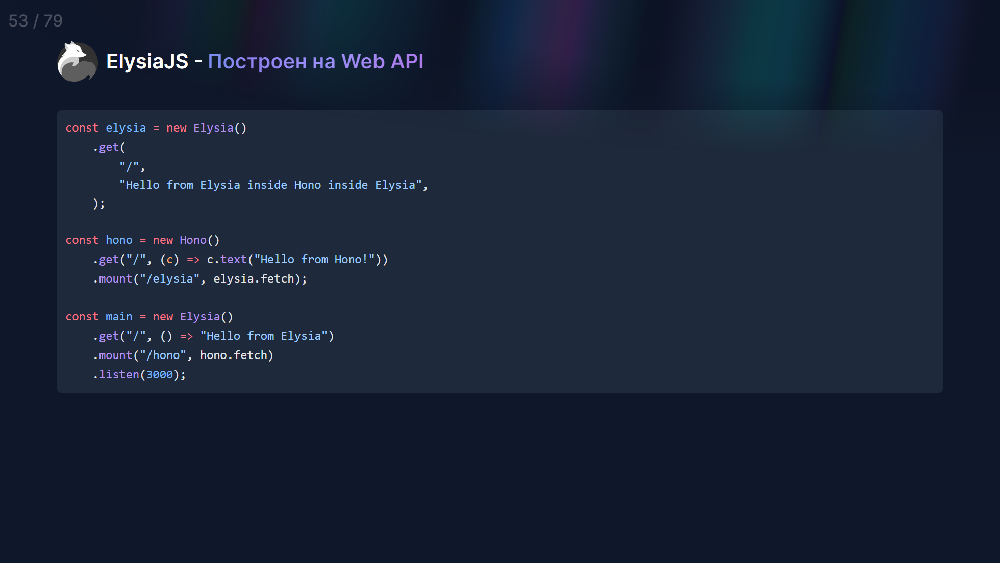 53 / 79
ElysiaJS - Построен на Web API
const elysia = new Elysia()
    .get(
        "/",
        "Hello from Elysia inside Hono inside Elysia",
    );

const hono = new Hono()
    .get("/", (c) => c.text("Hello from Hono!"))
    .mount("/elysia", elysia.fetch);

const main = new Elysia()
    .get("/", () => "Hello from Elysia")
    .mount("/hono", hono.fetch)
    .listen(3000);